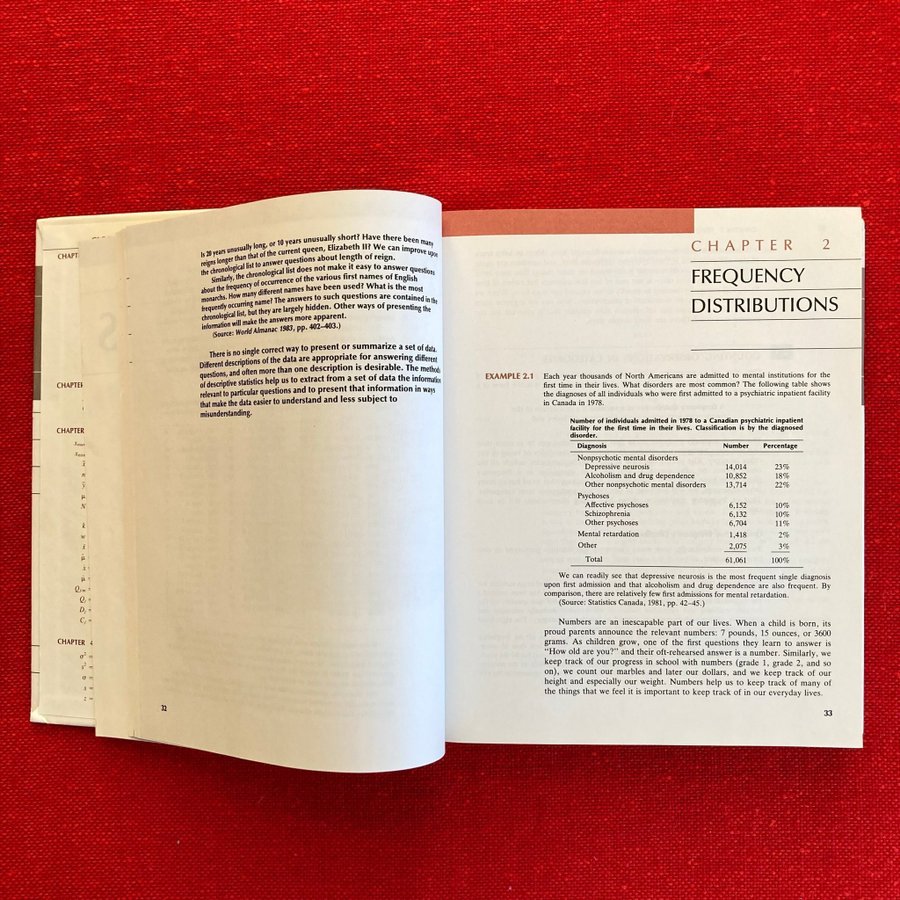 CHAPT
CHAPTE
CHAPTER
CHAPTER
is 20 years unusually long, or 10 years unusually short? Have there been many
reigns longer than that of the current queen, Elizabeth II? We can improve upon
the chronological list to answer questions about length of reign.
Similarly, the chronological list does not make it easy to answer questions
about the frequency of occurrence of the various first names of English
monarchs. How many different names have been used? What is the most
frequently occurring name? The answers to such questions are contained in the
chronological list, but they are largely hidden. Other ways of presenting the
information will make the answers more apparent.
(Source: World Almanac 1983, pp. 402–403.)
There is no single correct way to present or summarize a set of data.
Different descriptions of the data are appropriate for answering different
questions, and often more than one description is desirable. The methods
of descriptive statistics help us to extract from a set of data the information
relevant to particular questions and to present that information in ways
that make the data easier to understand and less subject to
misunderstanding.
32
CHAPTER 2
FREQUENCY
DISTRIBUTIONS
EXAMPLE 2.1 Each year thousands of North Americans are admitted to mental institutions for the
first time in their lives. What disorders are most common? The following table shows
the diagnoses of all individuals who were first admitted to a psychiatric inpatient facility
in Canada in 1978.
Number of individuals admitted in 1978 to a Canadian psychiatric inpatient
facility for the first time in their lives. Classification is by the diagnosed
disorder.
Diagnosis Number Percentage
Nonpsychotic mental disorders
Depressive neurosis 14,014 23%
Alcoholism and drug dependence 10,852 18%
Other nonpsychotic mental disorders 13,714 22%
Psychoses
Affective psychoses 6,152 10%
Schizophrenia 6,132 10%
Other psychoses 6,704 11%
Mental retardation 1,418 2%
Other 2,075 3%
Total 61,061 100%
We can readily see that depressive neurosis is the most frequent single diagnosis
upon first admission and that alcoholism and drug dependence are also frequent. By
comparison, there are relatively few first admissions for mental retardation.
(Source: Statistics Canada, 1981, pp. 42–45.)
Numbers are an inescapable part of our lives. When a child is born, its
proud parents announce the relevant numbers: 7 pounds, 15 ounces, or 3600
grams. As children grow, one of the first questions they learn to answer is
"How old are you?" and their oft-rehearsed answer is a number. Similarly, we
keep track of our progress in school with numbers (grade 1, grade 2, and so
on), we count our marbles and later our dollars, and we keep track of our
height and especially our weight. Numbers help us to keep track of many of
the things that we feel it is important to keep track of in our everyday lives.
33